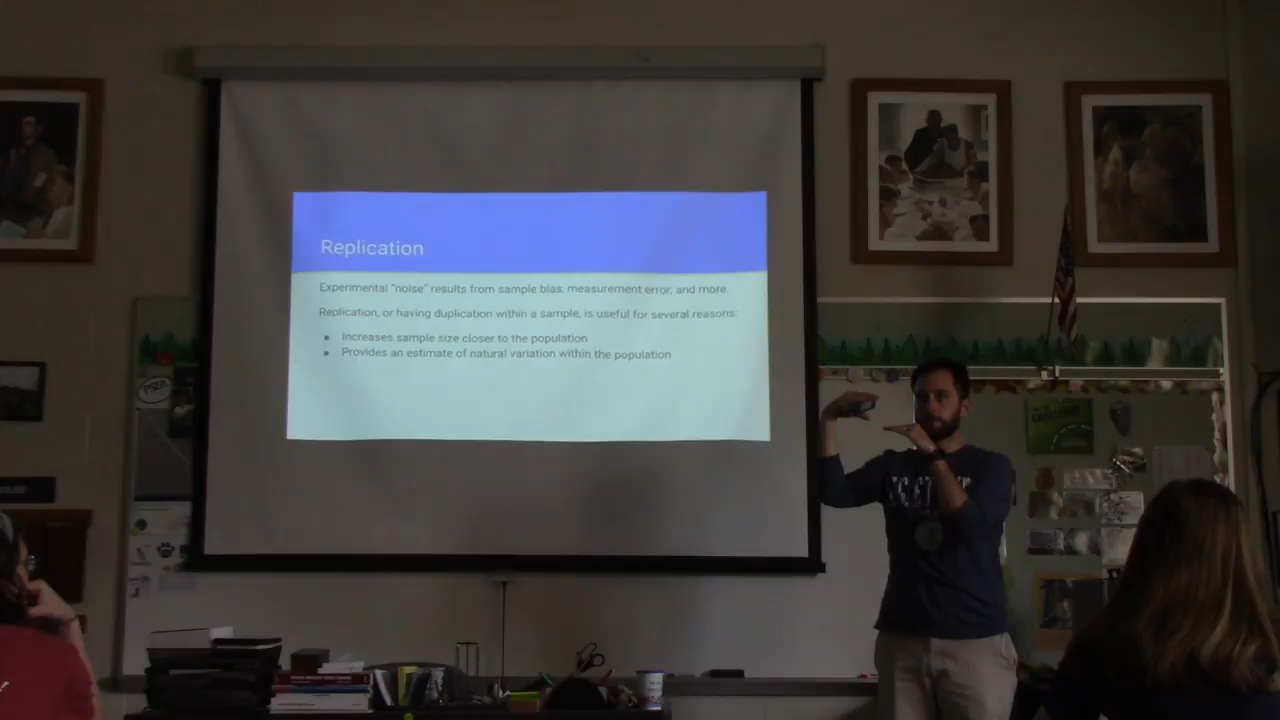 Replication
Experimental "noise" results from sample bias, measurement error, and more.
Replication, or having duplication within a sample, is useful for several reasons:
Increases sample size closer to the population
Provides an estimate of natural variation within the population
PSEA